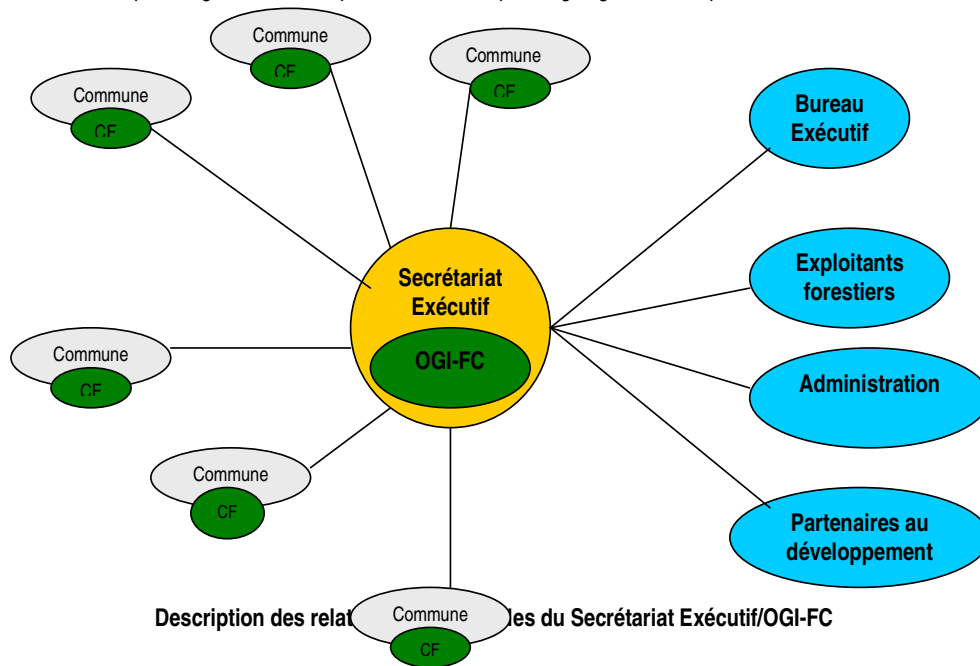 Commune
CF
Commune
CF
Commune
CF
Bureau
Exécutif
Secrétariat
Exécutif
OGI-FC
Exploitants
forestiers
Commune
CF
Administration
Commune
CF
Partenaires au
développement
Commune
CF
Description des les du Secrétariat Exécutif/OGI-FC